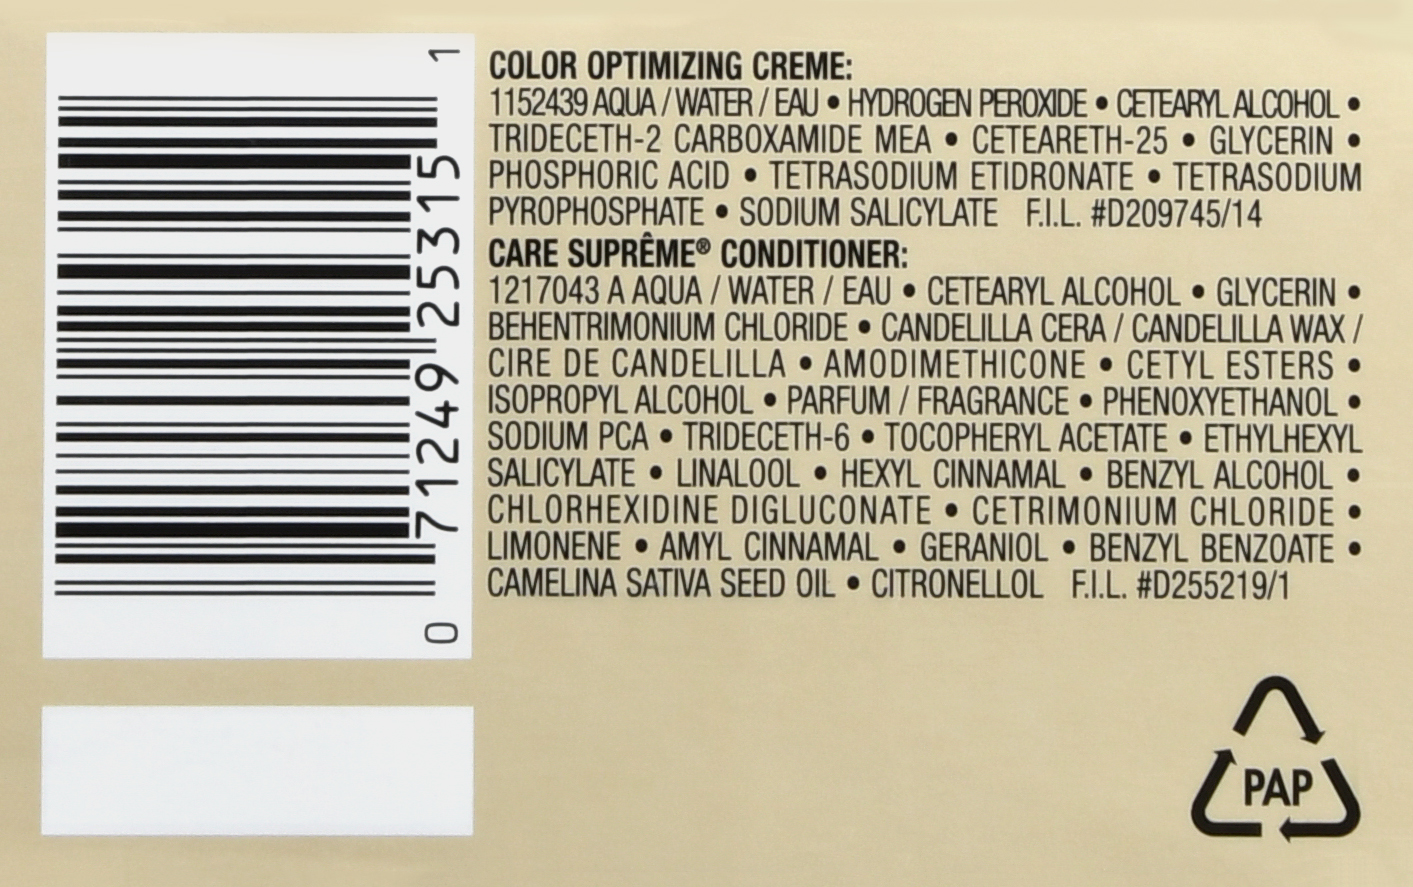 COLOR OPTIMIZING CREME:
1152439 AQUA / WATER / EAU • HYDROGEN PEROXIDE • CETEARYL ALCOHOL •
TRIDECETH-2 CARBOXAMIDE MEA • CETEARETH-25 • GLYCERIN •
PHOSPHORIC ACID • TETRASODIUM ETIDRONATE • TETRASODIUM
PYROPHOSPHATE • SODIUM SALICYLATE F.I.L. #D209745/14
CARE SUPRÊME® CONDITIONER:
1217043 A AQUA / WATER / EAU • CETEARYL ALCOHOL • GLYCERIN •
BEHENTRIMONIUM CHLORIDE • CANDELILLA CERA / CANDELILLA WAX /
CIRE DE CANDELILLA • AMODIMETHICONE • CETYL ESTERS •
ISOPROPYL ALCOHOL • PARFUM / FRAGRANCE • PHENOXYETHANOL •
SODIUM PCA • TRIDECETH-6 • TOCOPHERYL ACETATE • ETHYLHEXYL
SALICYLATE • LINALOOL • HEXYL CINNAMAL • BENZYL ALCOHOL •
CHLORHEXIDINE DIGLUCONATE • CETRIMONIUM CHLORIDE •
LIMONENE • AMYL CINNAMAL • GERANIOL • BENZYL BENZOATE •
CAMELINA SATIVA SEED OIL • CITRONELLOL F.I.L. #D255219/1
0 71249 25315 1
PAP